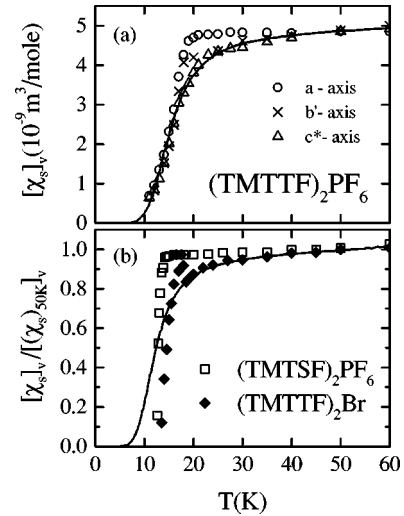 (a)
[χₛ]ᵥ(10⁻⁹m³/mole)
6
5
4
3
2
1
0
a - axis
b'- axis
c*- axis
(TMTTF)₂PF₆
(b)
[χₛ]ᵥ/[(χₛ)₅₀K]ᵥ
1.0
0.8
0.6
0.4
0.2
0.0
(TMTSF)₂PF₆
(TMTTF)₂Br
0 10 20 30 40 50 60
T(K)